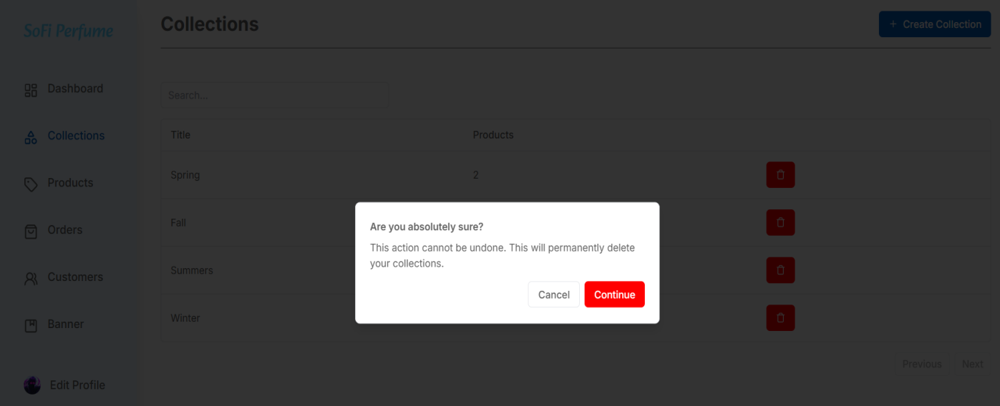 SoFi Perfume
Dashboard
Collections
Products
Orders
Customers
Banner
Edit Profile
Collections
+ Create Collection
Search...
Title Products
Spring 2
Fall
Summers
Winter
Previous Next
Are you absolutely sure?
This action cannot be undone. This will permanently delete
your collections.
Cancel Continue